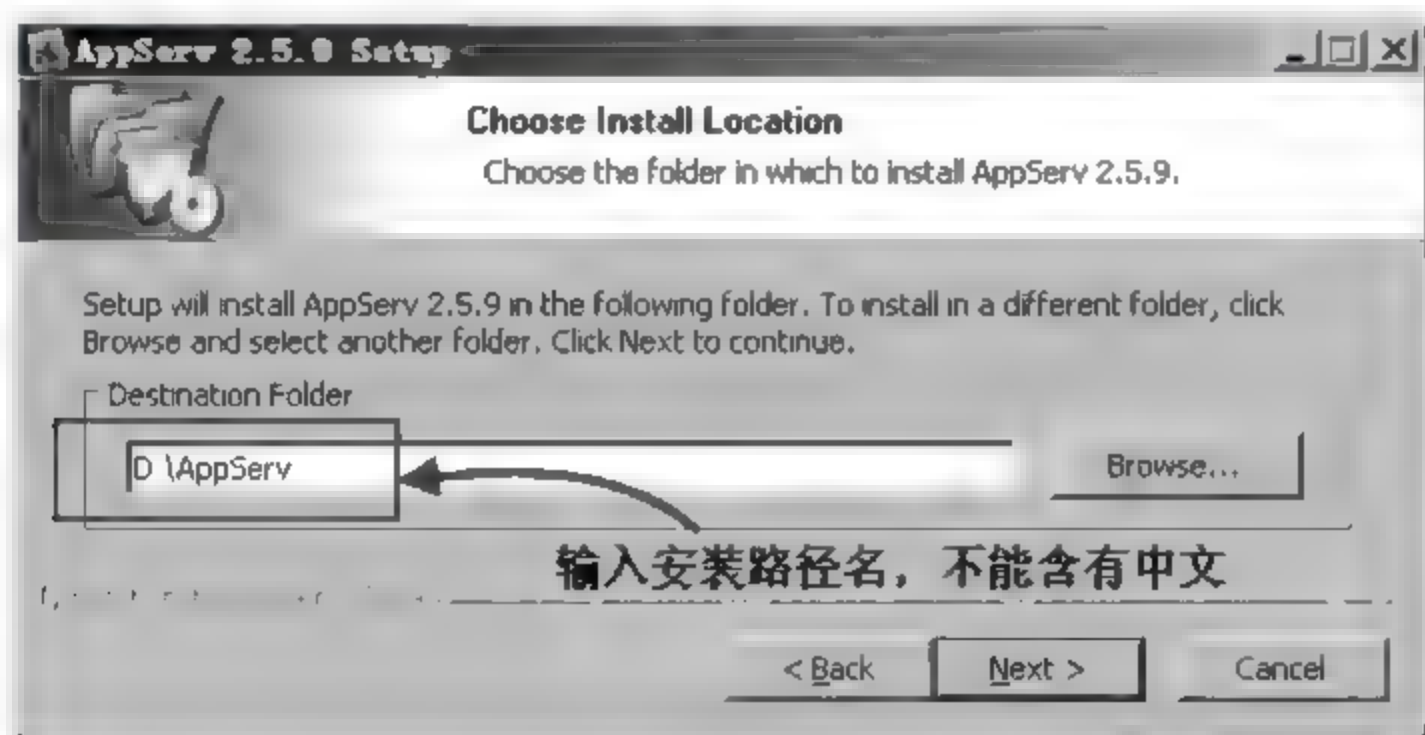 AppServ 2.5.9 Setup
Choose Install Location
Choose the folder in which to install AppServ 2.5.9.
Setup will install AppServ 2.5.9 in the following folder. To install in a different folder, click
Browse and select another folder. Click Next to continue.
Destination Folder
D \AppServ
Browse...
输入安装路径名，不能含有中文
< Back
Next >
Cancel